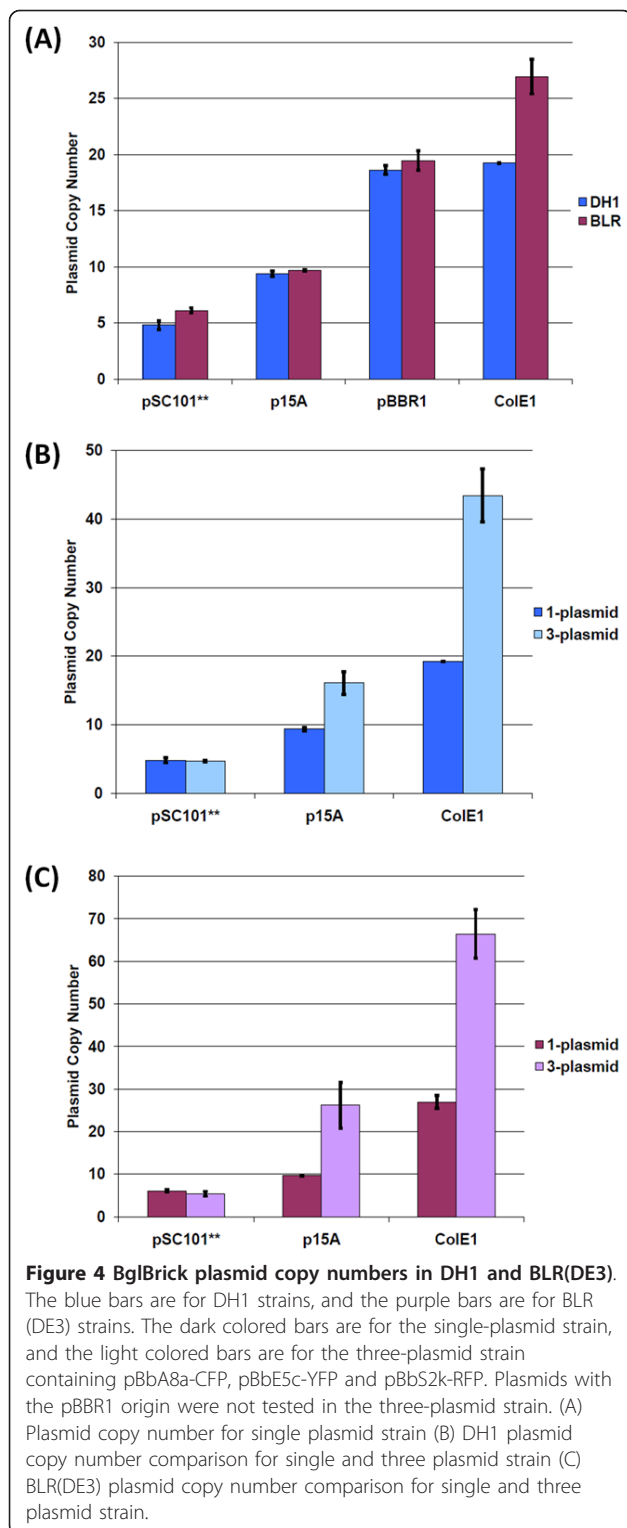 (A)
30
25
20
15
10
5
0
Plasmid Copy Number
pSC101**
p15A
pBBR1
ColE1
DH1
BLR
(B)
50
40
30
20
10
0
Plasmid Copy Number
pSC101**
p15A
ColE1
1-plasmid
3-plasmid
(C)
80
70
60
50
40
30
20
10
0
Plasmid Copy Number
pSC101**
p15A
ColE1
1-plasmid
3-plasmid
Figure 4 BglBrick plasmid copy numbers in DH1 and BLR(DE3).
The blue bars are for DH1 strains, and the purple bars are for BLR
(DE3) strains. The dark colored bars are for the single-plasmid strain,
and the light colored bars are for the three-plasmid strain
containing pBbA8a-CFP, pBbE5c-YFP and pBbS2k-RFP. Plasmids with
the pBBR1 origin were not tested in the three-plasmid strain. (A)
Plasmid copy number for single plasmid strain (B) DH1 plasmid
copy number comparison for single and three plasmid strain (C)
BLR(DE3) plasmid copy number comparison for single and three
plasmid strain.